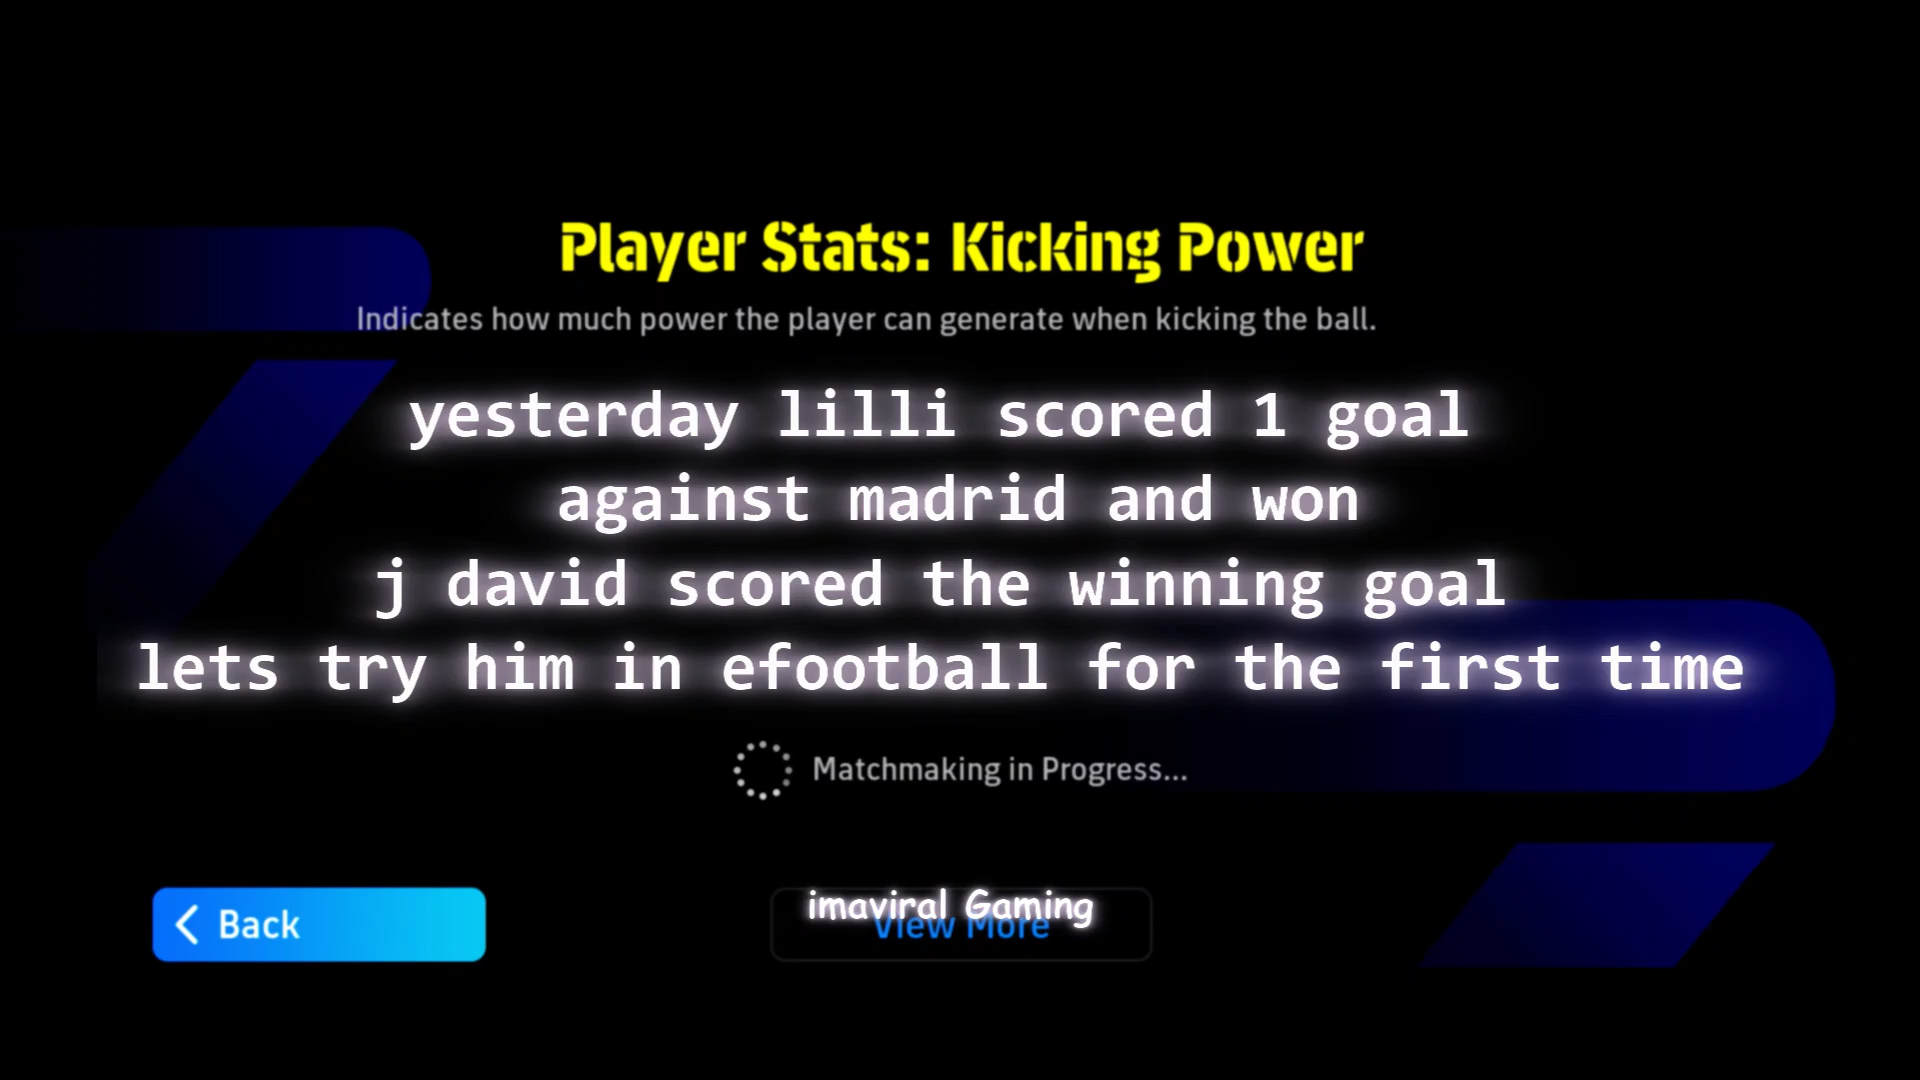 Player Stats: Kicking Power
Indicates how much power the player can generate when kicking the ball.
yesterday lilli scored 1 goal
against madrid and won
j david scored the winning goal
lets try him in efootball for the first time
Matchmaking in Progress...
Back
imaviral Gaming
View More